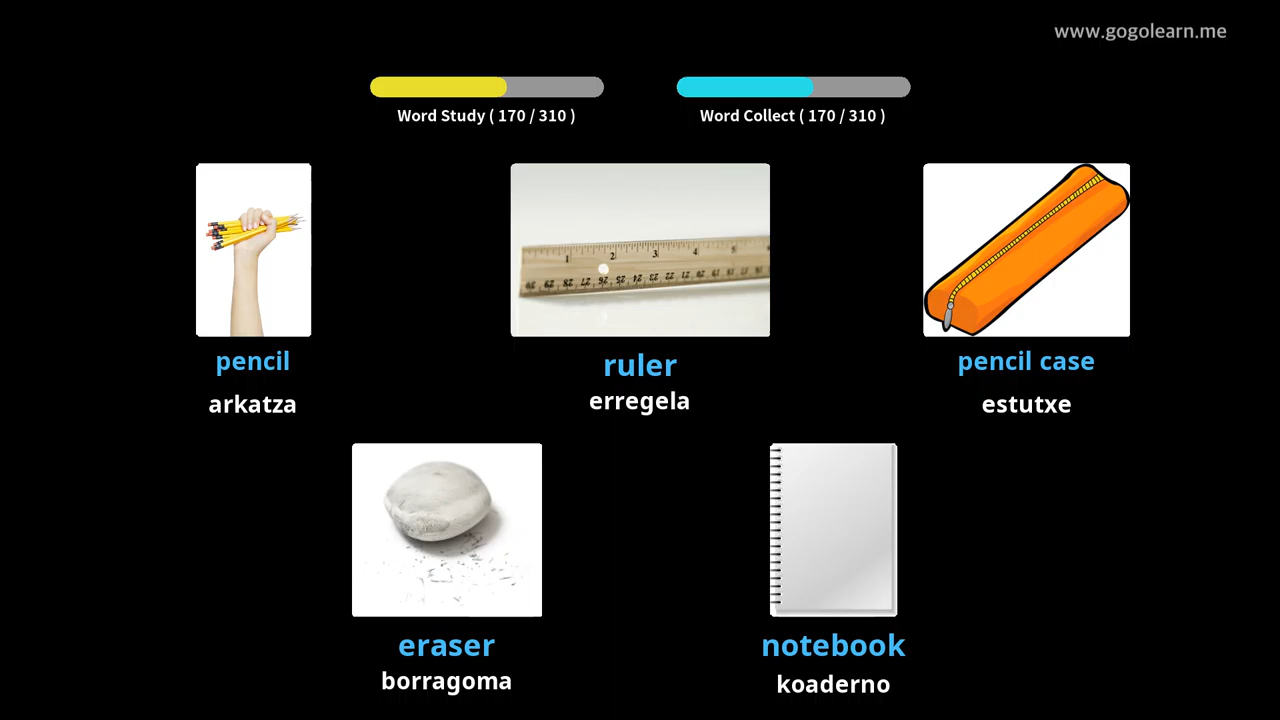 www.gogolearn.me
Word Study ( 170 / 310 )
Word Collect ( 170 / 310 )
pencil
arkatza
ruler
erregela
pencil case
estutxe
eraser
borragoma
notebook
koaderno